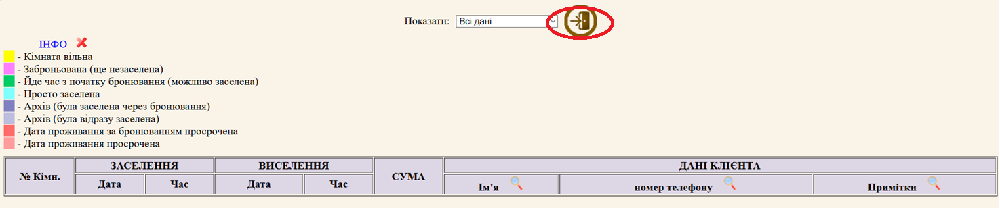 Показати: Всі дані
ІНФО
- Кімната вільна
- Заброньована (ще незаселена)
- Йде час з початку бронювання (можливо заселена)
- Просто заселена
- Архів (була заселена через бронювання)
- Архів (була відразу заселена)
- Дата проживання за бронюванням просрочена
- Дата проживання просрочена
№ Кімн. ЗАСЕЛЕННЯ ВИСЕЛЕННЯ СУМА ДАНІ КЛІЄНТА
Дата Час Дата Час Ім'я номер телефону Примітки